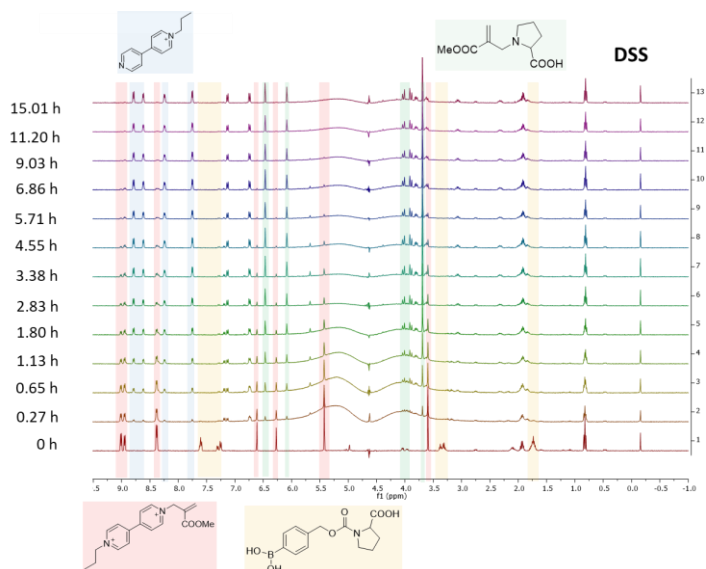 N
N
+
MeOOC
N
COOH
DSS
15.01 h
13
11.20 h
12
9.03 h
11
6.86 h
10
5.71 h
9
4.55 h
8
3.38 h
7
2.83 h
6
1.80 h
5
1.13 h
4
0.65 h
3
0.27 h
2
0 h
1
.5 9.0 8.5 8.0 7.5 7.0 6.5 6.0 5.5 5.0 4.5 4.0 3.5 3.0 2.5 2.0 1.5 1.0 0.5 0.0 -0.5 -1.0
f1 (ppm)
N
+
N
+
COOMe
O
O
N
COOH
HO
B
OH